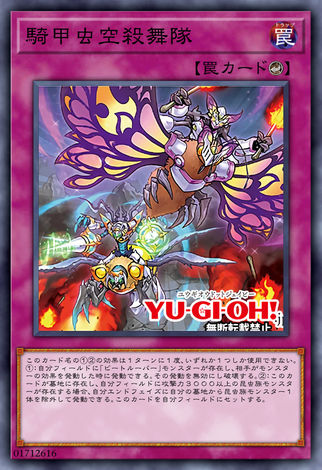 騎甲虫空殺舞隊
トラップ
罠
【罠カード】
ユウギオウドットジェイピー
YU-GI-OH!
無断転載禁止
このカード名の①②の効果は1ターンに1度、いずれか1つしか使用できない。
①:自分フィールドに「ビートルーパー」モンスターが存在し、相手がモンスター
の効果を発動した時に発動できる。その発動を無効にし破壊する。②:このカー
ドが墓地に存在し、自分フィールドに攻撃力3000以上の昆虫族モンスター
が存在する場合、自分エンドフェイズに自分の墓地から昆虫族モンスター1
体を除外して発動できる。このカードを自分フィールドにセットする。
01712616